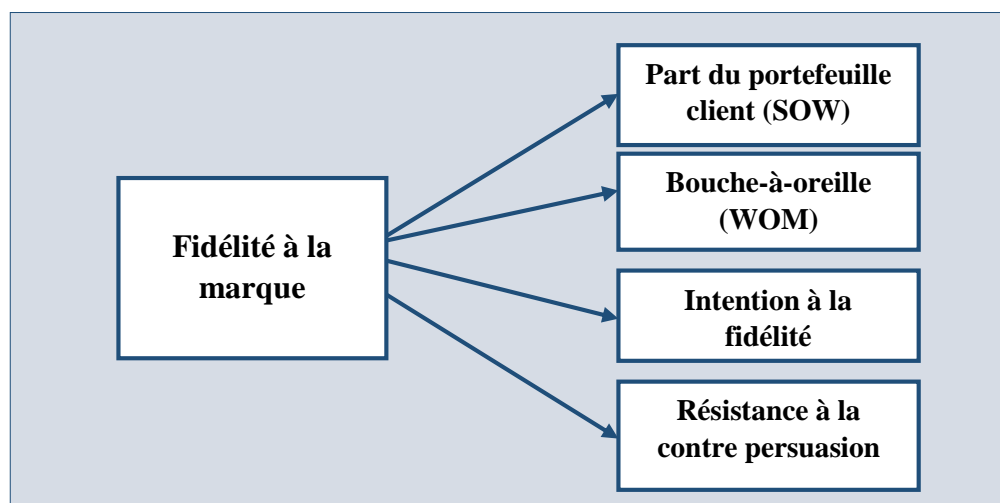 Part du portefeuille
client (SOW)
Bouche-à-oreille
(WOM)
Fidélité à la
marque
Intention à la
fidélité
Résistance à la
contre persuasion